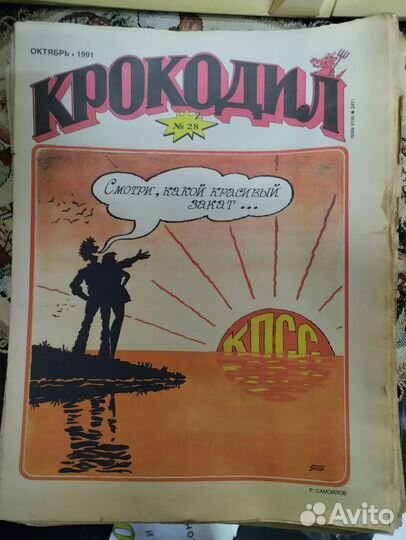 ОКТЯБРЬ • 1991
КРОКОДИЛ
№ 28
СМОТРИ, КАКОЙ КРАСИВЫЙ
ЗАКАТ ...
КПСС
Р. САМОЙЛОВ
Avito